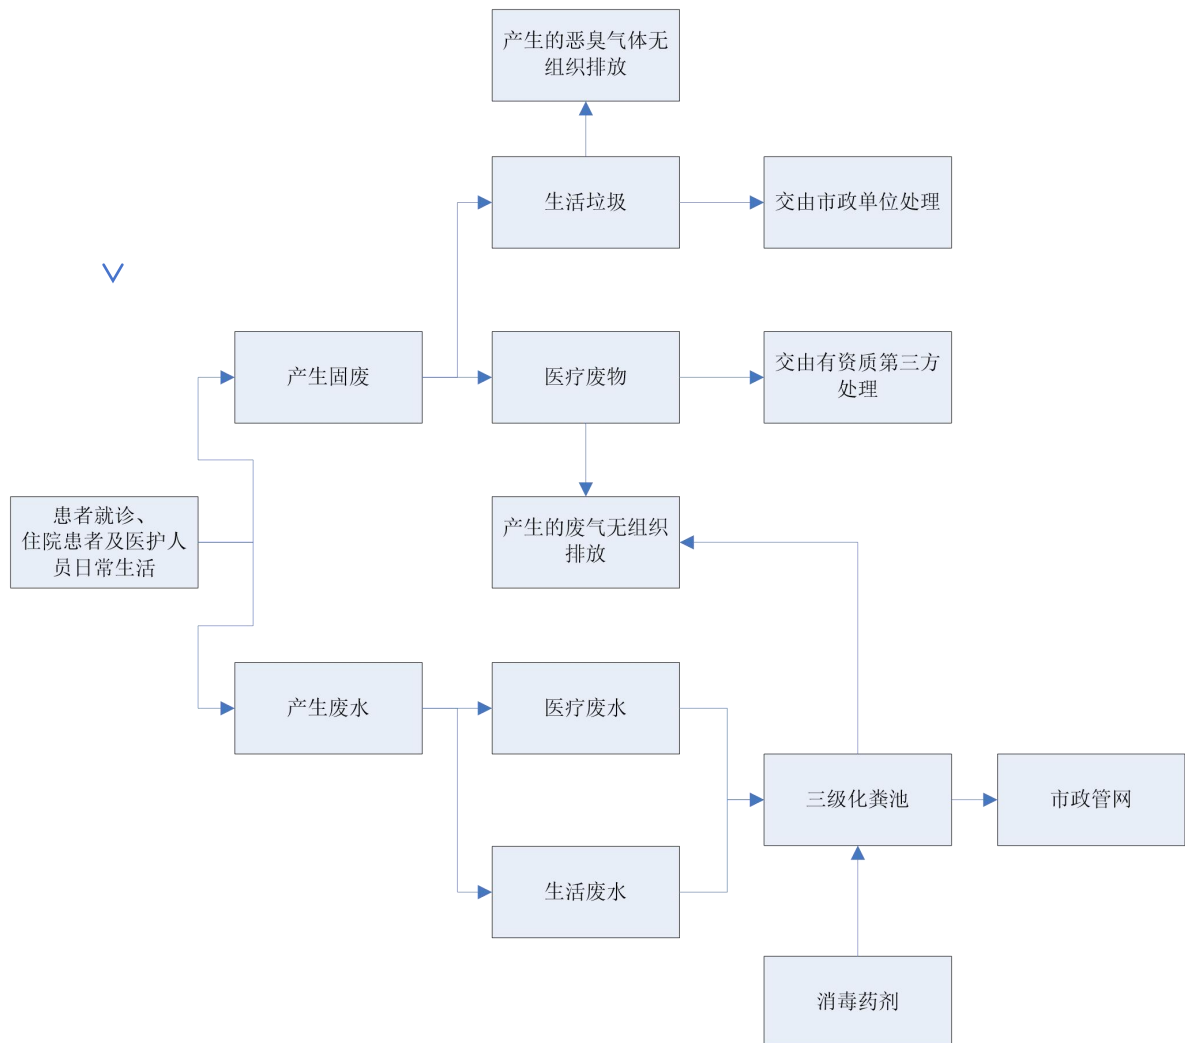 产生的恶臭气体无
组织排放
生活垃圾
交由市政单位处理
产生固废
医疗废物
交由有资质第三方
处理
患者就诊、
住院患者及医护人
员日常生活
产生的废气无组织
排放
产生废水
医疗废水
三级化粪池
市政管网
生活废水
消毒药剂